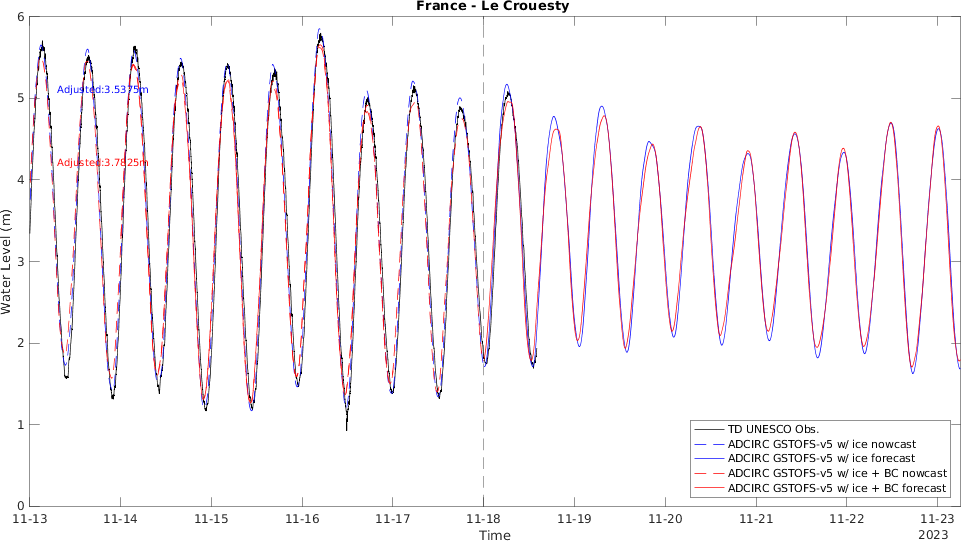 France - Le Crouesty
6
5
4
3
2
1
0
Water Level (m)
Adjusted:3.5375m
Adjusted:3.7825m
TD UNESCO Obs.
ADCIRC GSTOFS-v5 w/ ice nowcast
ADCIRC GSTOFS-v5 w/ ice forecast
ADCIRC GSTOFS-v5 w/ ice + BC nowcast
ADCIRC GSTOFS-v5 w/ ice + BC forecast
11-13 11-14 11-15 11-16 11-17 11-18 11-19 11-20 11-21 11-22 11-23
Time 2023